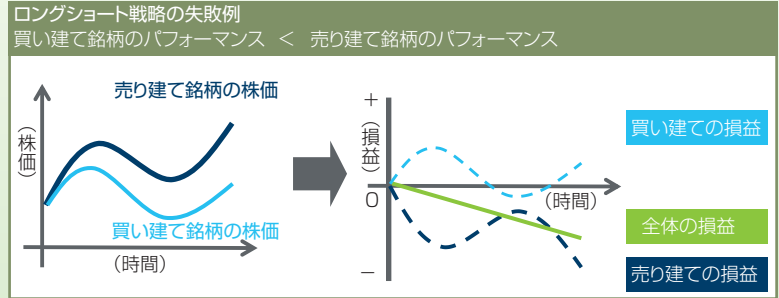 ロングショート戦略の失敗例
買い建て銘柄のパフォーマンス ＜ 売り建て銘柄のパフォーマンス
売り建て銘柄の株価
（株価）
買い建て銘柄の株価
（時間）
＋
（損益）
0
（時間）
－
買い建ての損益
全体の損益
売り建ての損益